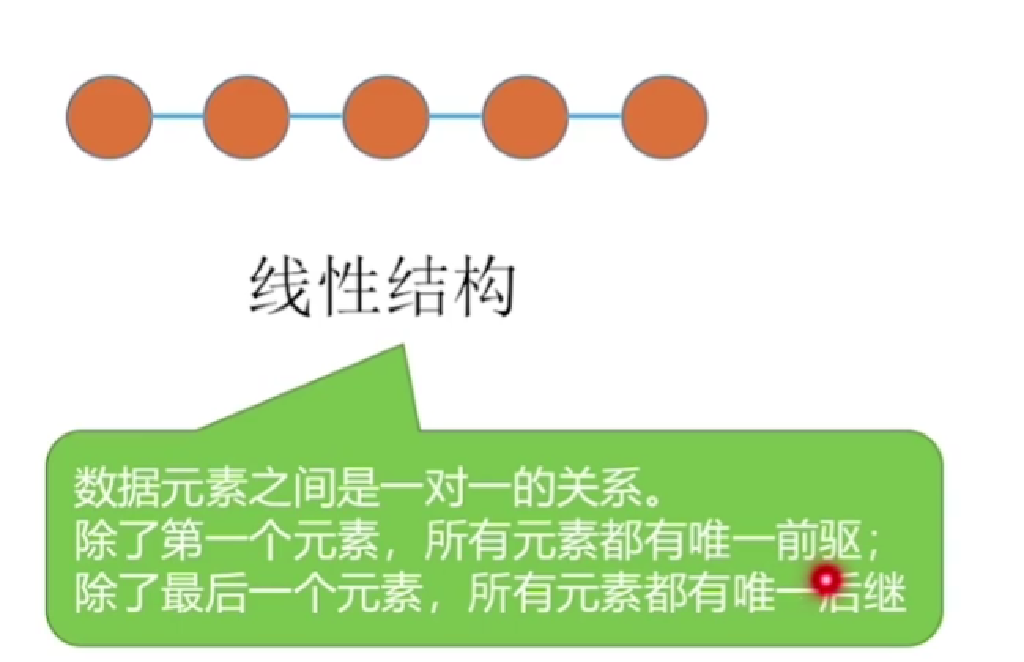 线性结构
数据元素之间是一对一的关系。
除了第一个元素，所有元素都有唯一前驱；
除了最后一个元素，所有元素都有唯一后继